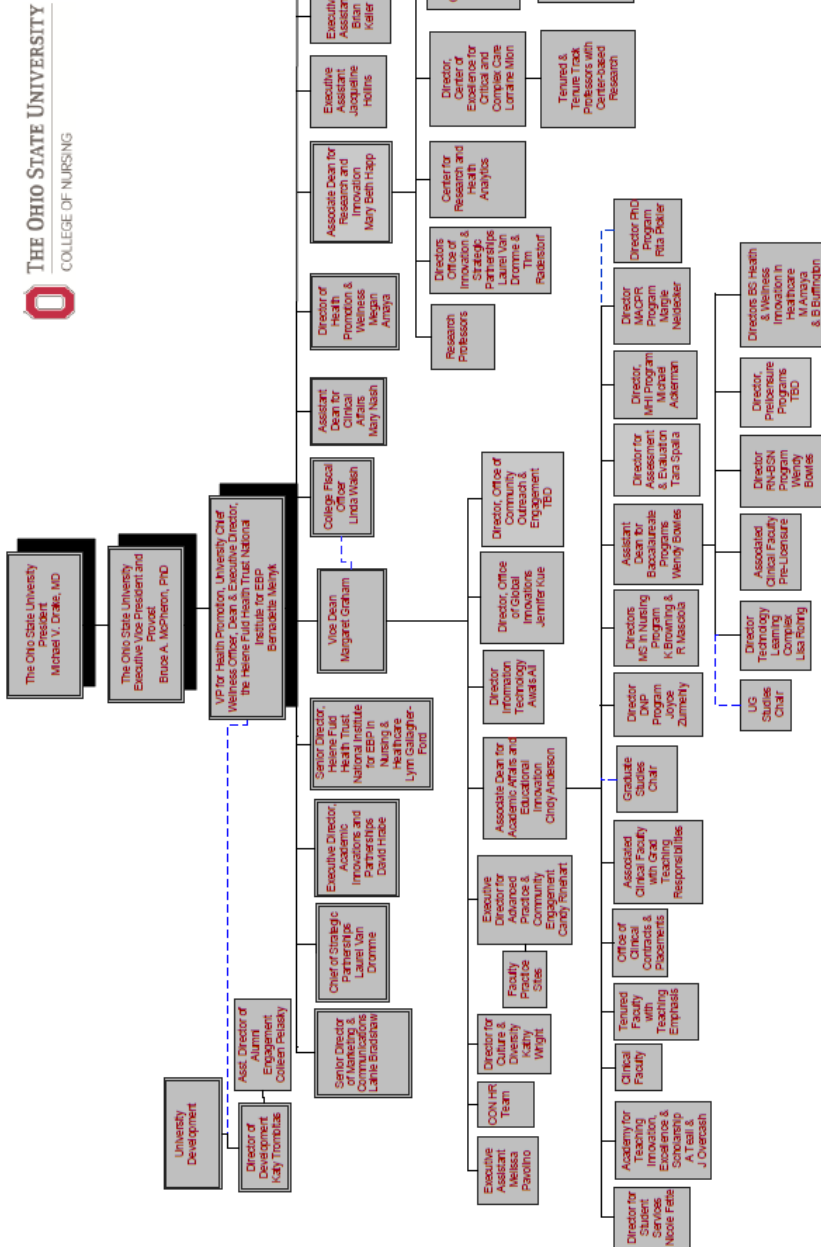 THE OHIO STATE UNIVERSITY
COLLEGE OF NURSING
The Ohio State University
President
Michael V. Drake, MD
The Ohio State University
Executive Vice President and
Provost
Bruce A. McPheron, PhD
VP for Health Promotion, University Chief
Wellness Officer, Dean & Executive Director,
the Helene Fuld Health Trust National
Institute for EBP
Bernadette Melnyk
University
Development
Director of
Development
Katy Trombitas
Asst. Director of
Alumni
Engagement
Colleen Pelasky
Senior Director
of Marketing &
Communications
Lainie Bradshaw
Chief of Strategic
Partnerships
Laurel Van
Dromme
Executive Director,
Academic
Innovations and
Partnerships
David Hrabe
Senior Director,
Helene Fuld
Health Trust
National Institute
for EBP in
Nursing &
Healthcare
Lynn Gallagher-
Ford
Vice Dean
Margaret Graham
College Fiscal
Officer
Linda Walsh
Assistant
Dean for
Clinical
Affairs
Mary Nash
Director of
Health
Promotion &
Wellness
Megan
Amaya
Associate Dean for
Research and
Innovation
Mary Beth Happ
Executive
Assistant
Jacqueline
Hollins
Brian
Keller
Research
Professors
Directors
Office of
Innovation &
Strategic
Partnerships
Laurel Van
Dromme &
Tim
Raderstorf
Center for
Research and
Health
Analytics
Director,
Center of
Excellence for
Critical and
Complex Care
Lorraine Mion
Tenured &
Tenure Track
Professors with
Center-based
Research
Executive
Assistant
Melissa
Pavolino
CON HR
Team
Director for
Culture &
Diversity
Kathy
Wright
Executive
Director for
Advanced
Practice &
Community
Engagement
Candy Rinehart
Faculty
Practice
Sites
Associate Dean for
Academic Affairs and
Educational
Innovation
Cindy Anderson
Director
Information
Technology
Awais Ali
Director, Office
of Global
Innovations
Jennifer Kue
Director, Office of
Community
Outreach &
Engagement
TBD
Director for
Student
Services
Nicole Fette
Academy for
Teaching
Innovation,
Excellence &
Scholarship
A Teall &
J Overcash
Clinical
Faculty
Tenured
Faculty
with
Teaching
Emphasis
Office of
Clinical
Contracts &
Placements
Associated
Clinical Faculty
with Grad
Teaching
Responsibilities
Graduate
Studies
Chair
Director
DNP
Program
Joyce
Zurmehly
Directors
MS in Nursing
Program
K Browning &
R Masciola
Assistant
Dean for
Baccalaureate
Programs
Wendy Bowles
Director for
Assessment
& Evaluation
Tara Spalla
Director,
MHI Program
Michael
Ackerman
Director
MACPR
Program
Margie
Neidecker
Director PhD
Program
Rita Pickler
UG
Studies
Chair
Director
Technology
Learning
Complex
Lisa Rohrig
Associated
Clinical Faculty
Pre-Licensure
Director
RN-BSN
Program
Wendy
Bowles
Director,
Prelicensure
Programs
TBD
Directors BS Health
& Wellness
Innovation in
Healthcare
M Amaya
& B Buffington